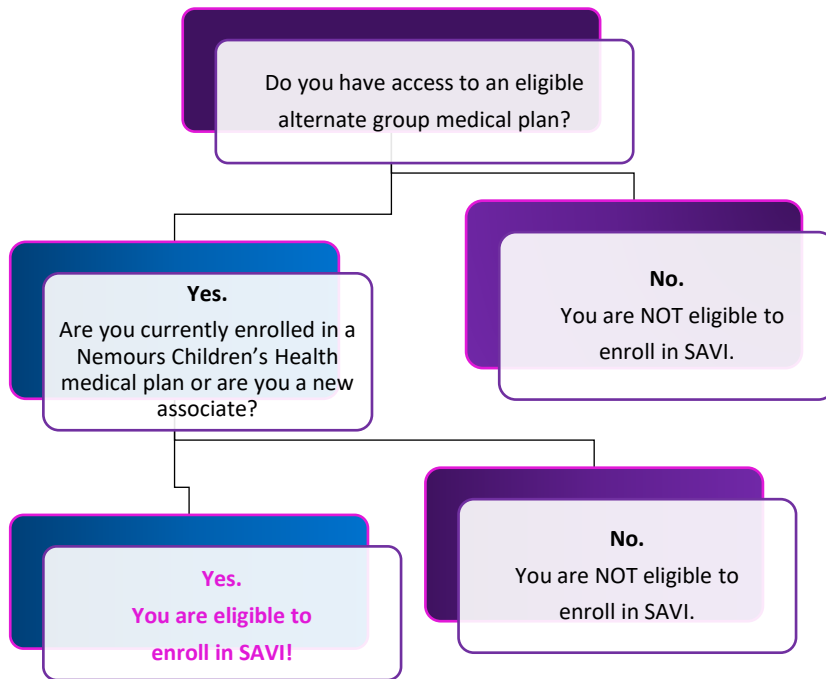 Do you have access to an eligible
alternate group medical plan?
Yes.
Are you currently enrolled in a
Nemours Children’s Health
medical plan or are you a new
associate?
No.
You are NOT eligible to
enroll in SAVI.
Yes.
You are eligible to
enroll in SAVI!
No.
You are NOT eligible to
enroll in SAVI.